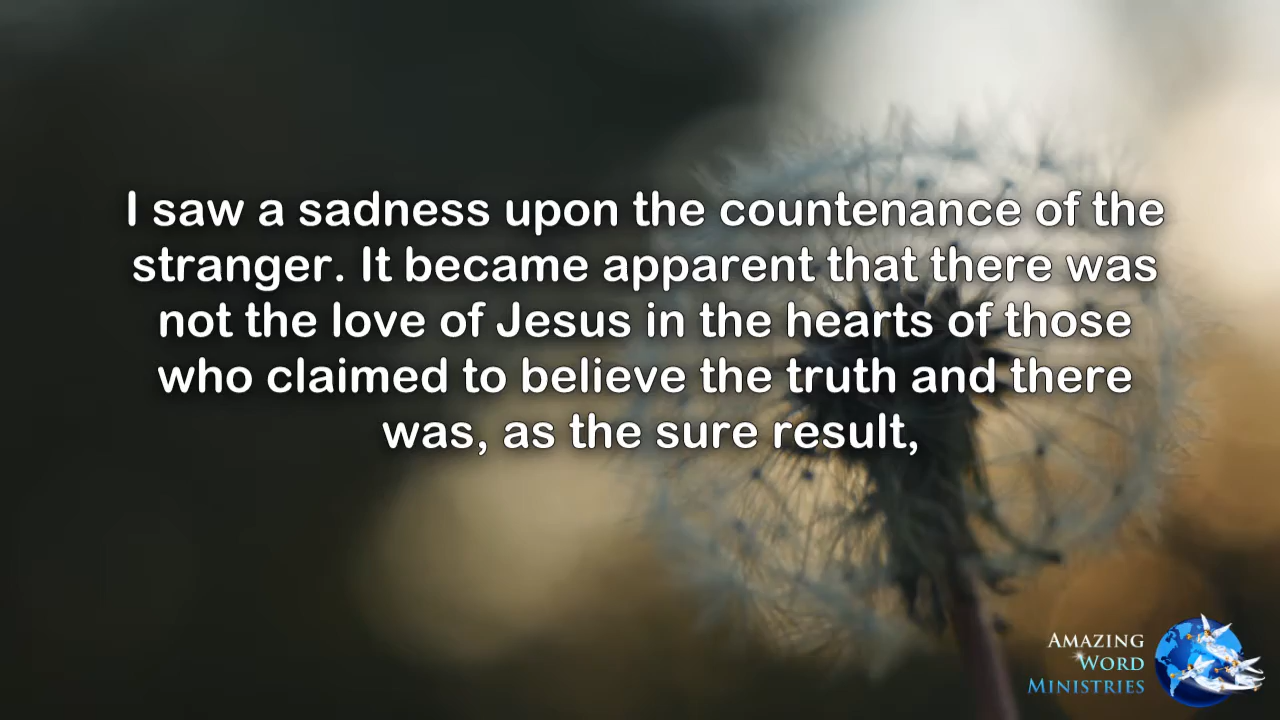 I saw a sadness upon the countenance of the
stranger. It became apparent that there was
not the love of Jesus in the hearts of those
who claimed to believe the truth and there
was, as the sure result,
AMAZING
WORD
MINISTRIES